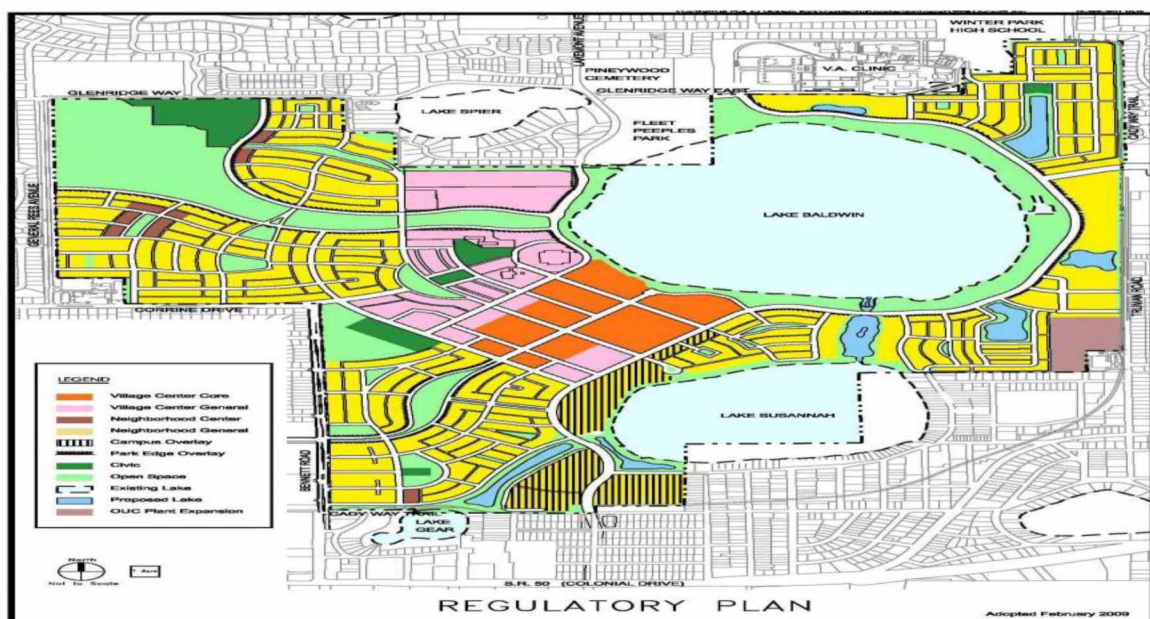 WINTER PARK
HIGH SCHOOL
LAKEMONT AVENUE
V.A. CLINIC
PINEYWOOD
CEMETERY
GLENRIDGE WAY
GLENRIDGE WAY EAST
LAKE SPIER
FLEET
PEEPLES
PARK
CADY WAY TRAIL
GENERAL REES AVENUE
LAKE BALDWIN
CORRINE DRIVE
TRUMAN ROAD
LEGEND
Village Center Core
Village Center General
Neighborhood Center
Neighborhood General
Campus Overlay
Park Edge Overlay
Civic
Open Space
Existing Lake
Proposed Lake
OUC Plant Expansion
LAKE SUSANNAH
BENNETT ROAD
CADY WAY TRAIL
LAKE
GEAR
North
Not to Scale
1 Acre
S.R. 50 (COLONIAL DRIVE)
REGULATORY PLAN
Adopted February 2009